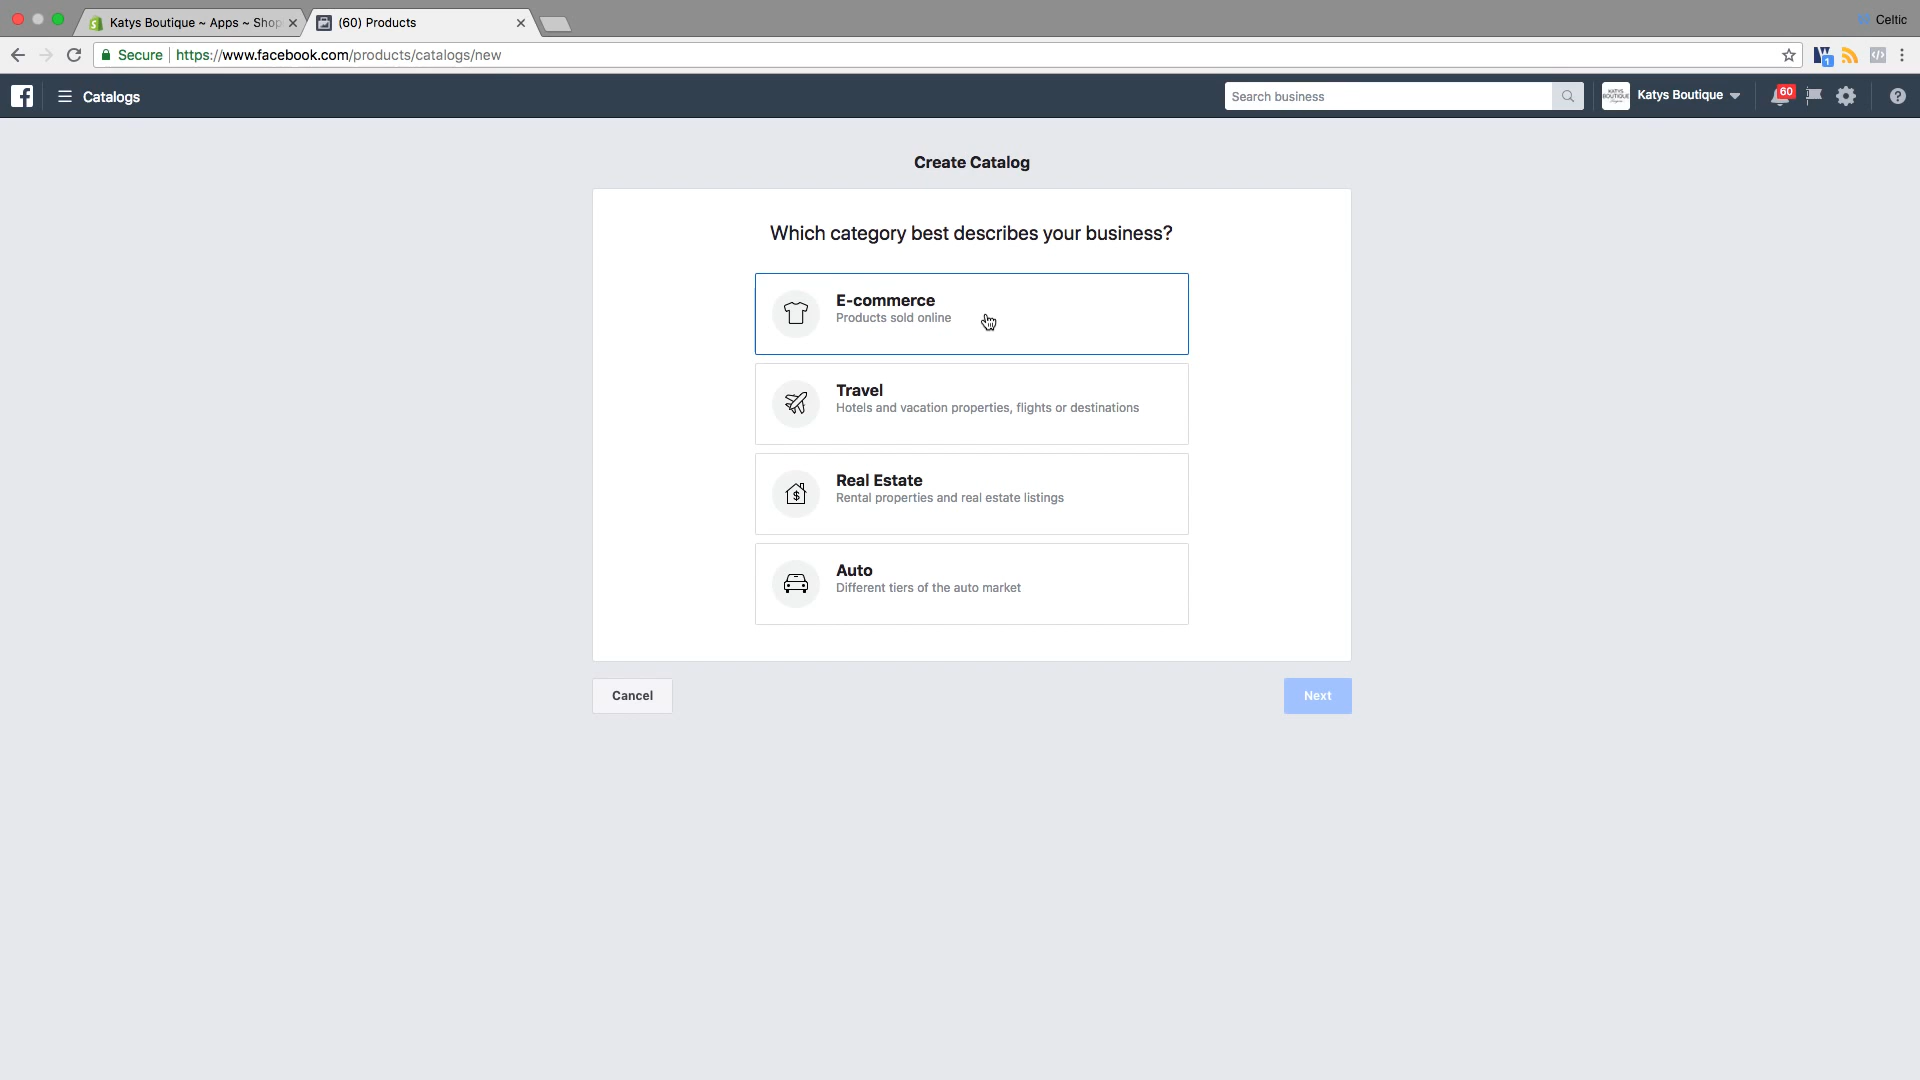 Katys Boutique ~ Apps ~ Shop
(60) Products
Celtic
Secure
https://www.facebook.com/products/catalogs/new
1
Catalogs
Search business
KATYS
BOUTIQUE
Katys Boutique
60
Create Catalog
Which category best describes your business?
E-commerce
Products sold online
Travel
Hotels and vacation properties, flights or destinations
Real Estate
Rental properties and real estate listings
Auto
Different tiers of the auto market
Cancel
Next